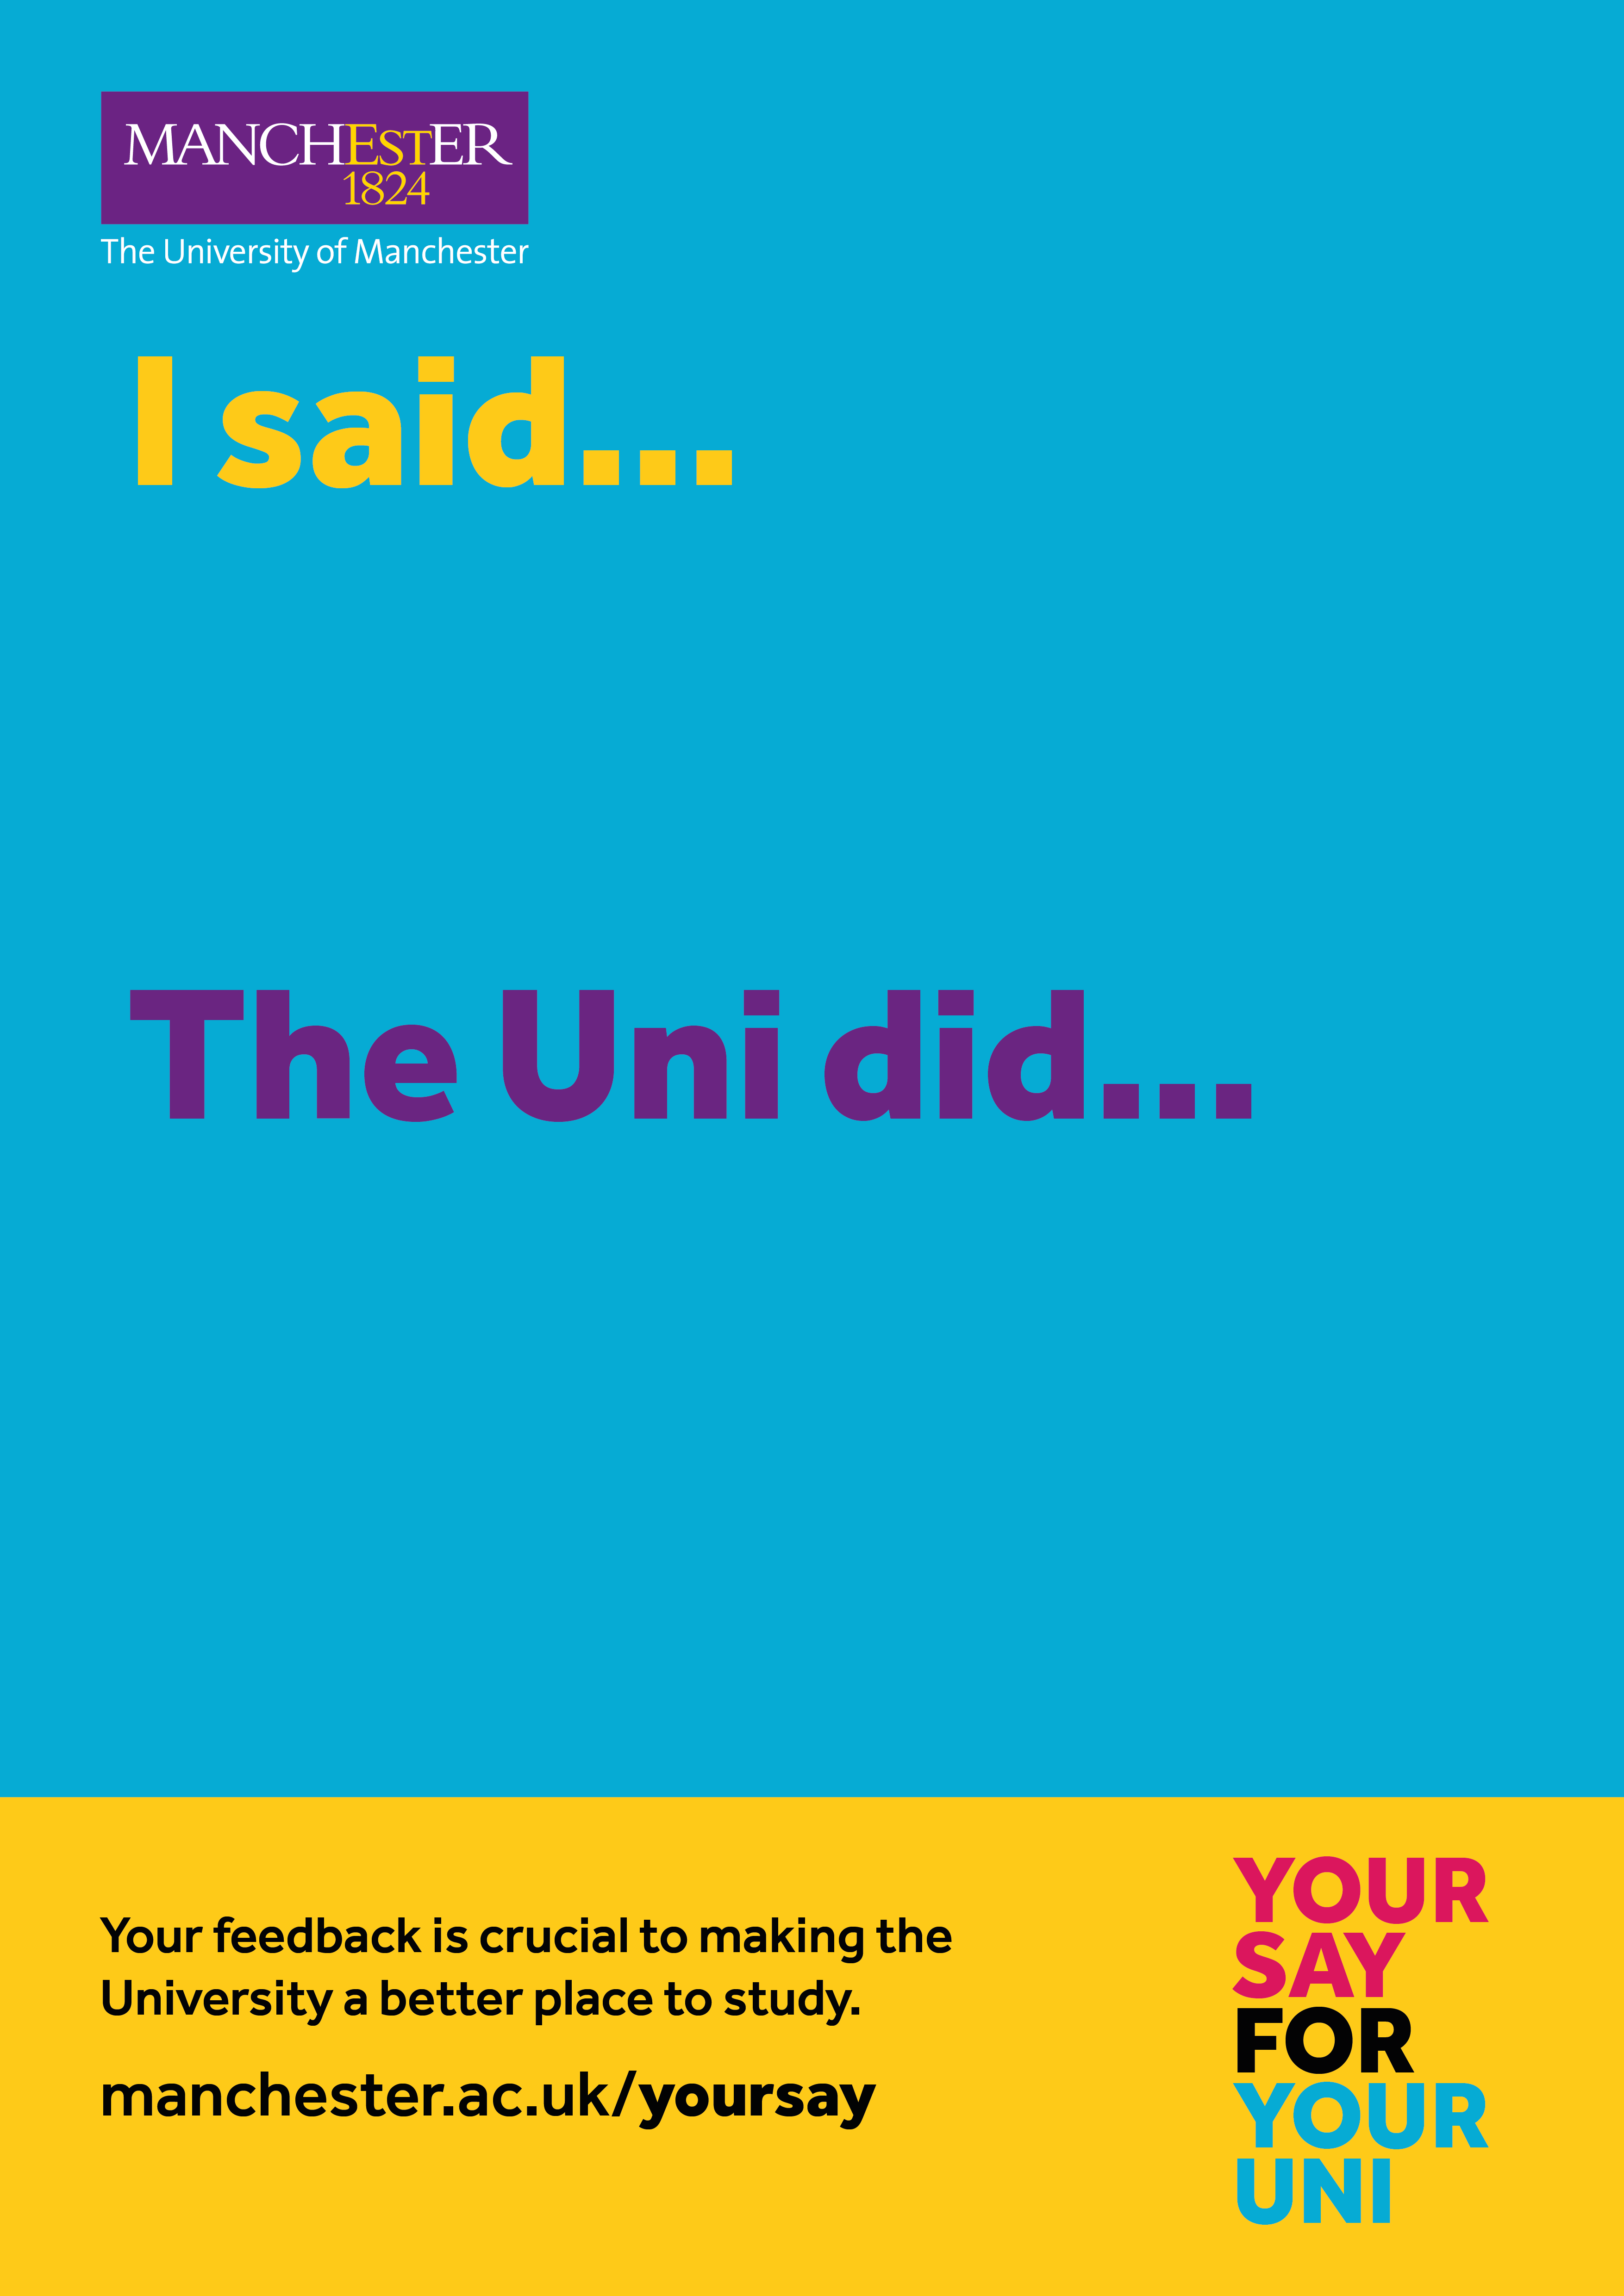 MANCHESTER
1824
The University of Manchester
I said...
The Uni did...
Your feedback is crucial to making the
University a better place to study.
manchester.ac.uk/yoursay
YOUR
SAY
FOR
YOUR
UNI